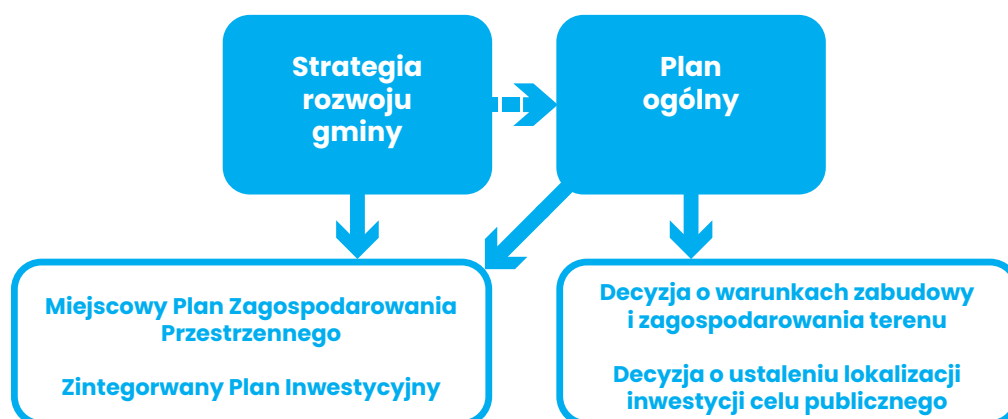 Strategia
rozwoju
gminy
Plan
ogólny
Miejscowy Plan Zagospodarowania
Przestrzennego
Zintegorwany Plan Inwestycyjny
Decyzja o warunkach zabudowy
i zagospodarowania terenu
Decyzja o ustaleniu lokalizacji
inwestycji celu publicznego